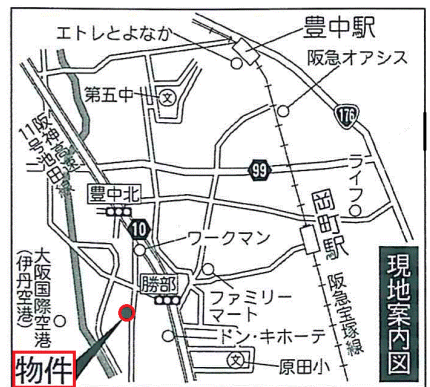 エトレとよなか
豊中駅
阪急オアシス
第五中
文
176
阪神高速
11号池田線
99
ライフ
豊中北
岡町駅
10
ワークマン
大阪国際空港
(伊丹空港)
勝部
ファミリー
マート
阪急宝塚線
現地案内図
ドン・キホーテ
文
原田小
物件